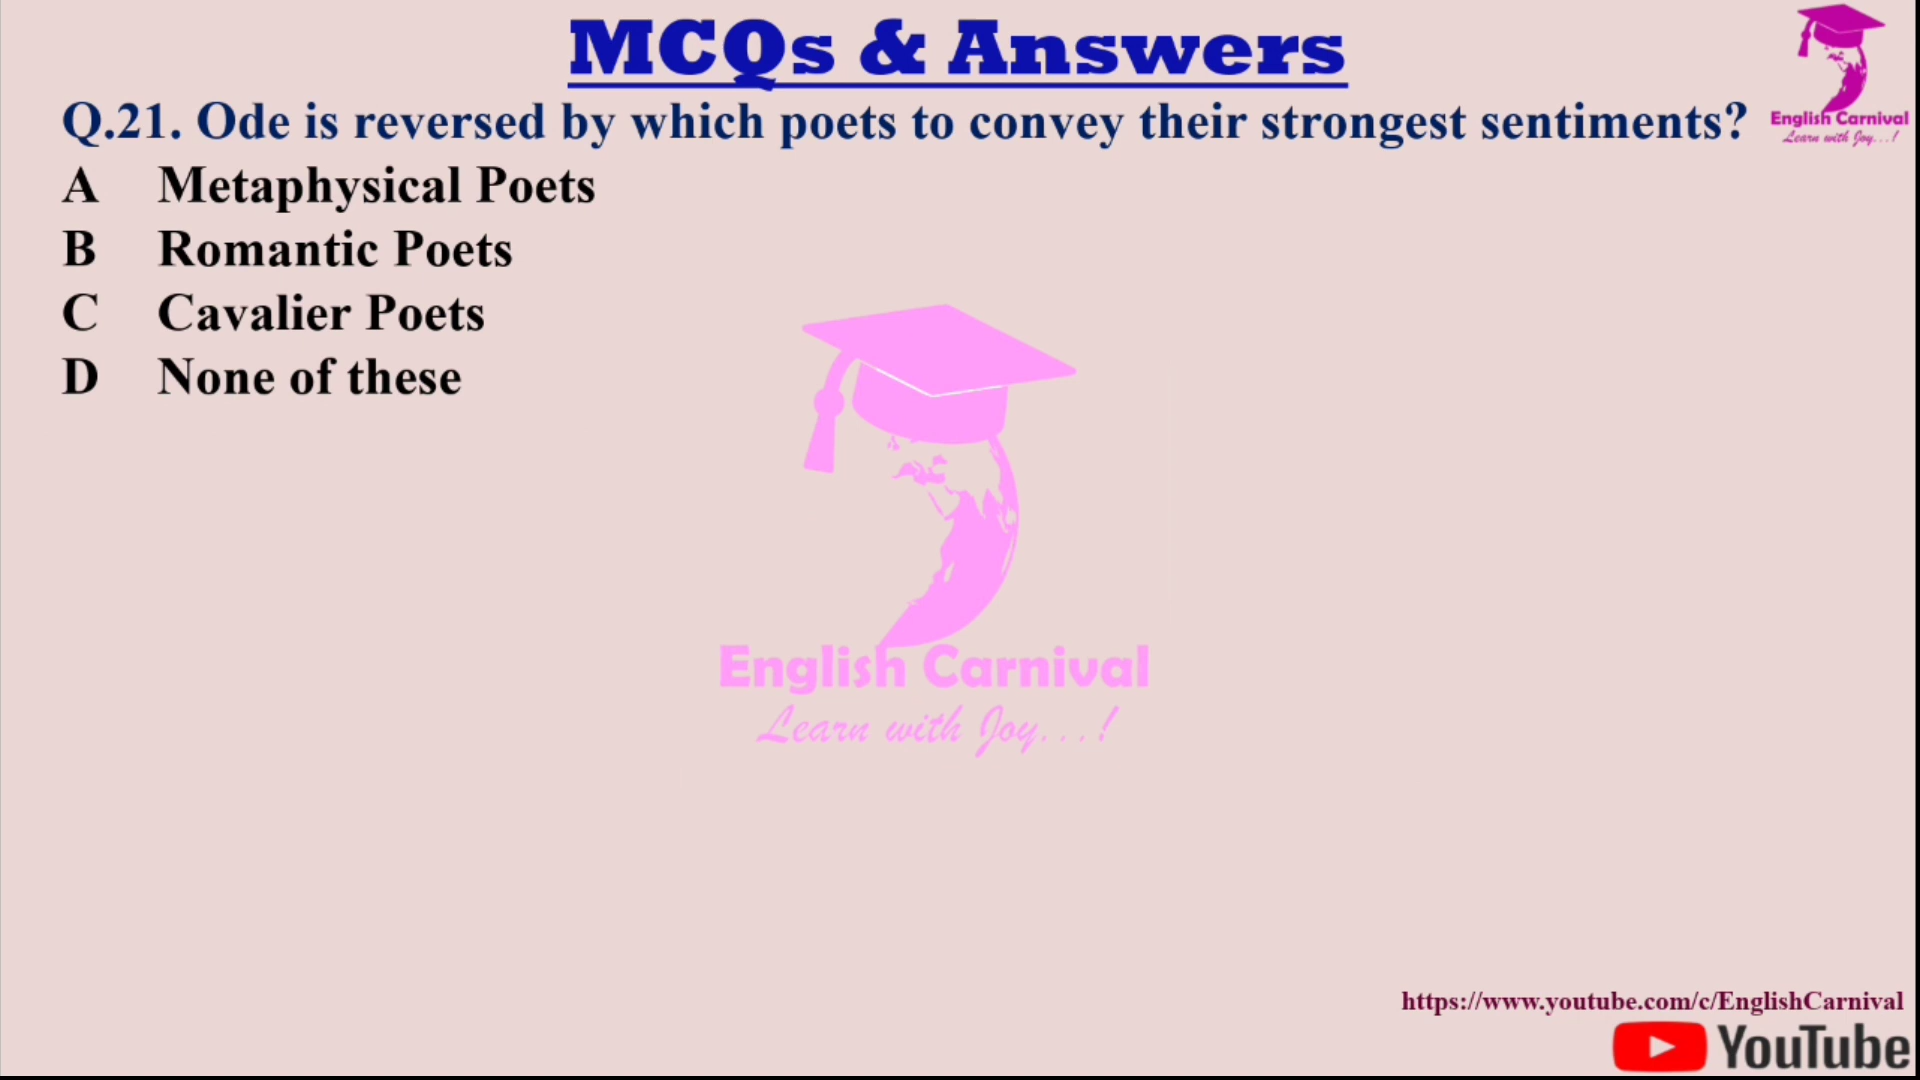 MCQs & Answers
English Carnival
Learn with Joy...!
Q.21. Ode is reversed by which poets to convey their strongest sentiments?
A Metaphysical Poets
B Romantic Poets
C Cavalier Poets
D None of these
English Carnival
Learn with Joy...!
https://www.youtube.com/c/EnglishCarnival
YouTube